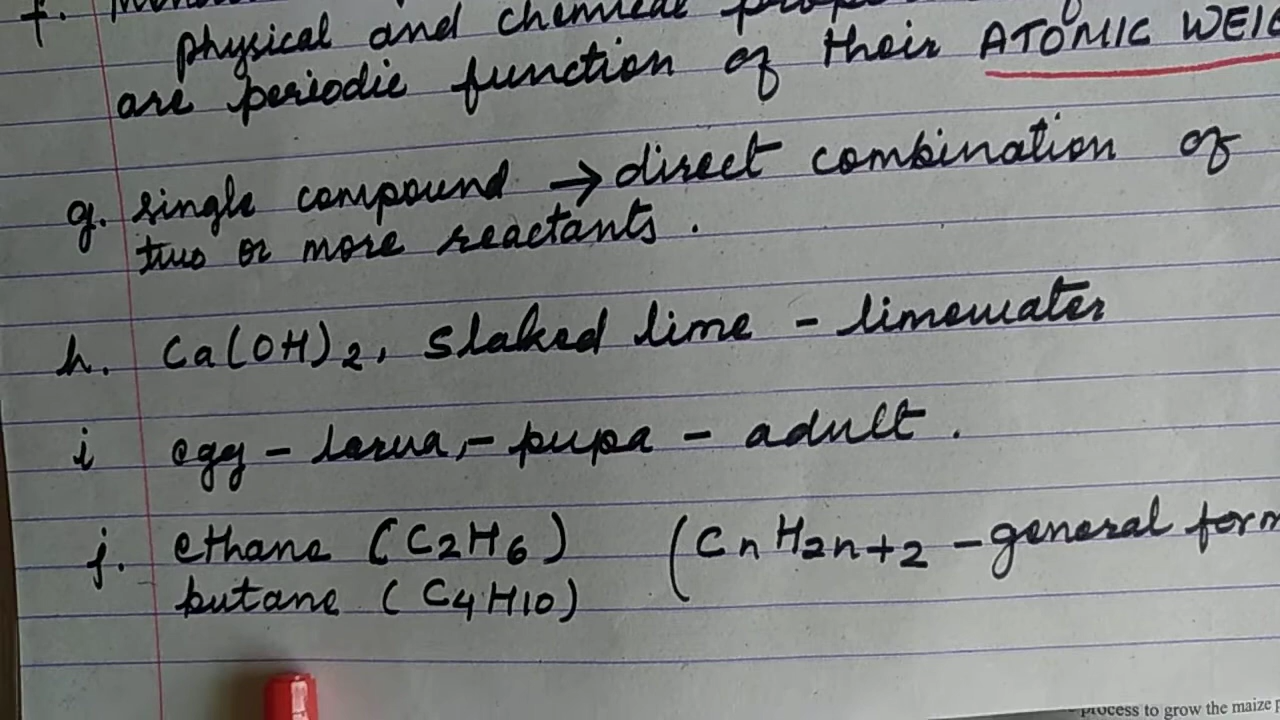 f.
physical and chemical
are periodic function of their ATOMIC
g. single compound → direct combination of
two or more reactants.
h. Ca(OH)2, slaked lime - limewater
i egg - larva, - pupa - adult.
j. ethane (C2H6) (CnH2n+2 - general form
butane (C4H10)
process to grow the maize